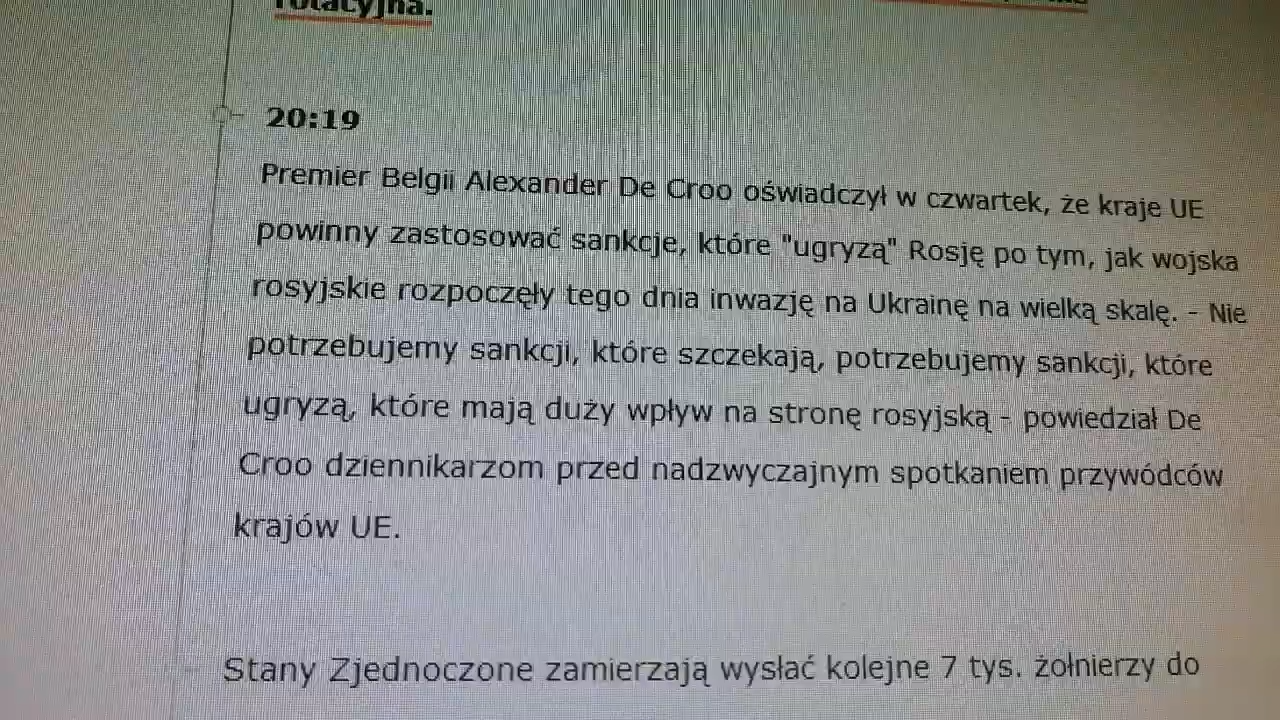 rotacyjna.
20:19
Premier Belgii Alexander De Croo oświadczył w czwartek, że kraje UE
powinny zastosować sankcje, które "ugryzą" Rosję po tym, jak wojska
rosyjskie rozpoczęły tego dnia inwazję na Ukrainę na wielką skalę. - Nie
potrzebujemy sankcji, które szczekają, potrzebujemy sankcji, które
ugryzą, które mają duży wpływ na stronę rosyjską - powiedział De
Croo dziennikarzom przed nadzwyczajnym spotkaniem przywódców
krajów UE.
Stany Zjednoczone zamierzają wysłać kolejne 7 tys. żołnierzy do